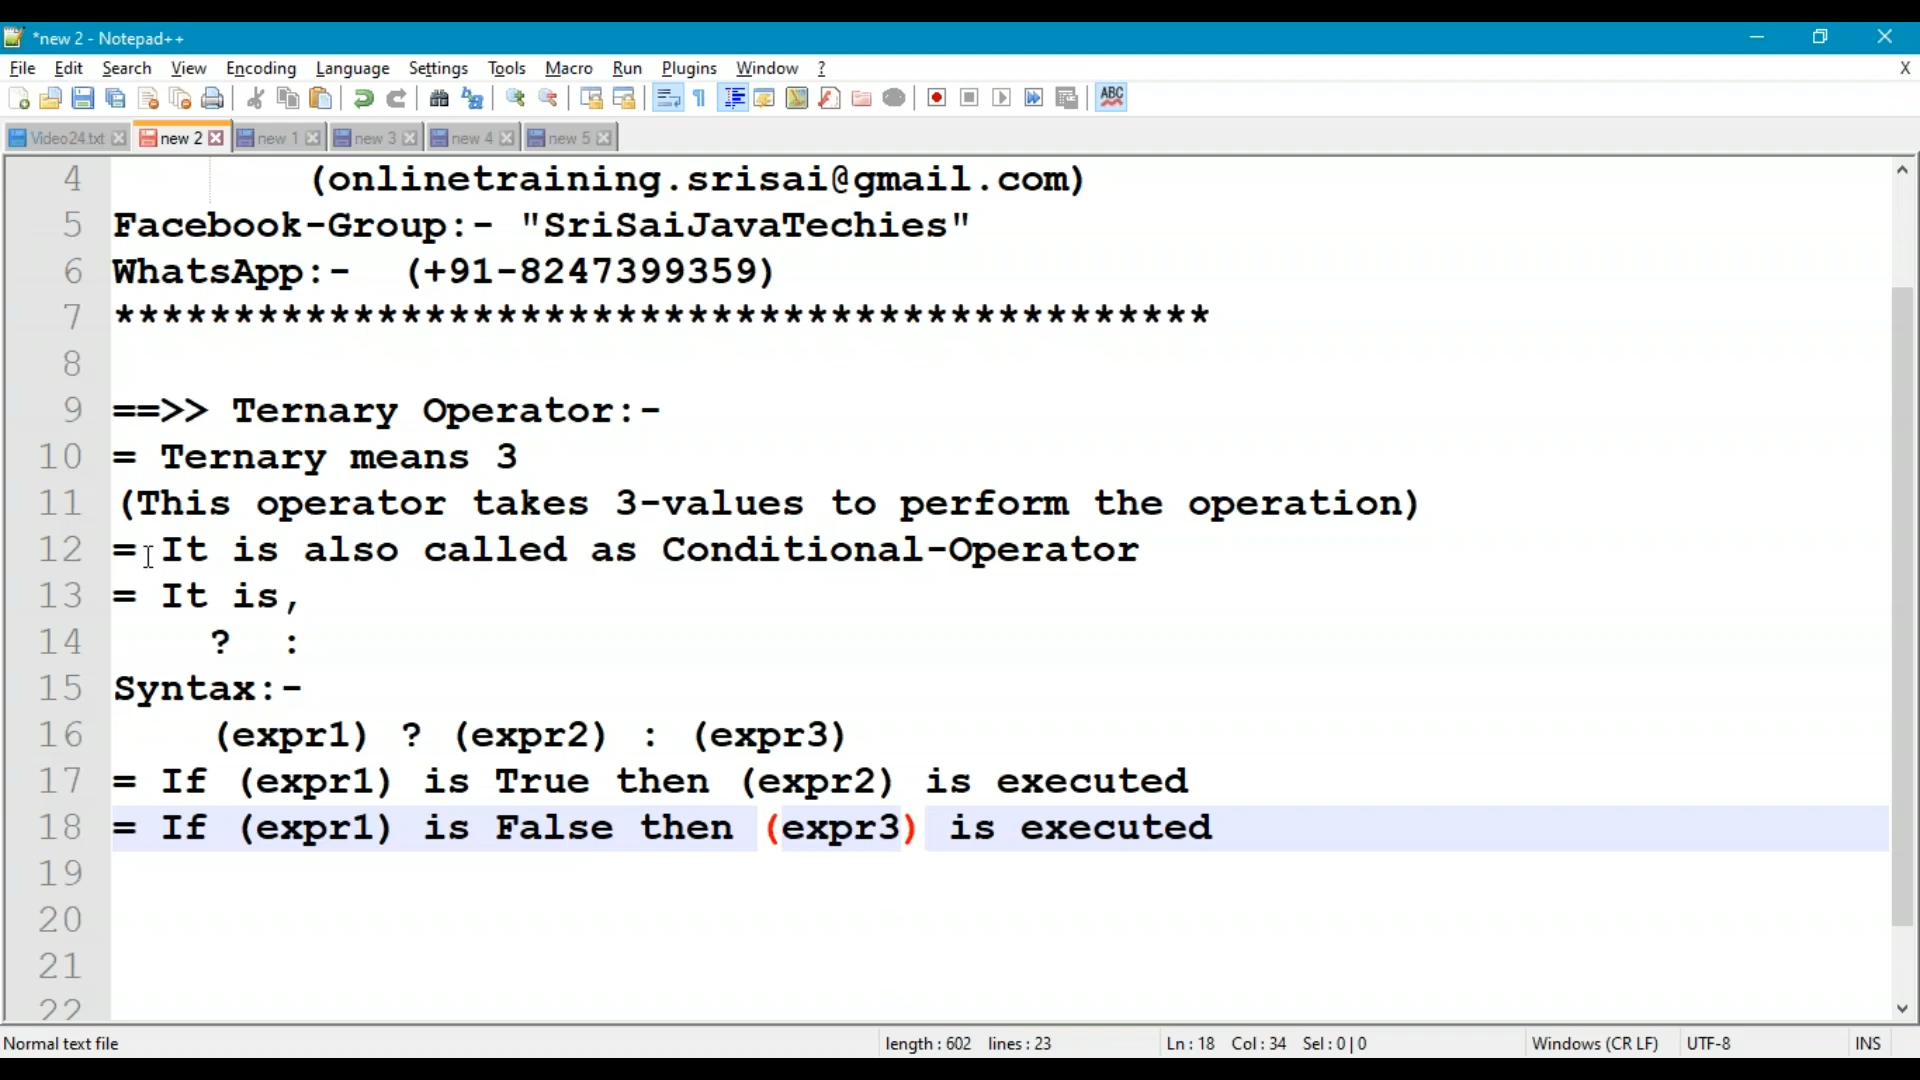 *new 2 - Notepad++
File Edit Search View Encoding Language Settings Tools Macro Run Plugins Window ? X
ABC
Video24.txt new 2 new 1 new 3 new 4 new 5
4 (onlinetraining.srisai@gmail.com)
5 Facebook-Group:- "SriSaiJavaTechies"
6 WhatsApp:- (+91-8247399359)
7 **********************************************
8
9 ==>> Ternary Operator:-
10 = Ternary means 3
11 (This operator takes 3-values to perform the operation)
12 = It is also called as Conditional-Operator
13 = It is,
14 ? :
15 Syntax:-
16 (expr1) ? (expr2) : (expr3)
17 = If (expr1) is True then (expr2) is executed
18 = If (expr1) is False then (expr3) is executed
19
20
21
22
Normal text file length : 602 lines : 23 Ln : 18 Col : 34 Sel : 0 | 0 Windows (CR LF) UTF-8 INS